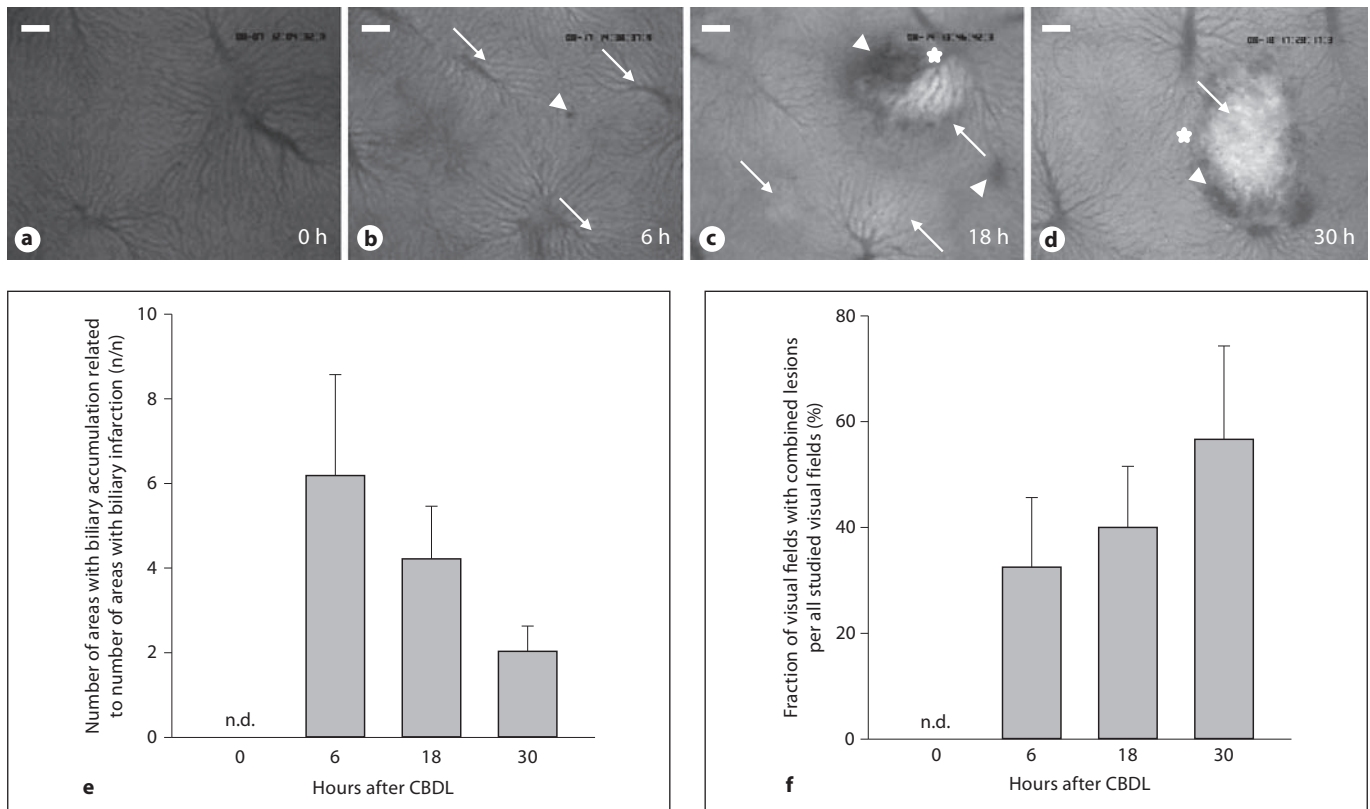 a
0 h
b
6 h
c
18 h
d
30 h
Number of areas with biliary accumulation related
to number of areas with biliary infarction (n/n)
10
8
6
4
2
0
n.d.
0
6
18
30
Hours after CBDL
e
Fraction of visual fields with combined lesions
per all studied visual fields (%)
80
60
40
20
0
n.d.
0
6
18
30
Hours after CBDL
f